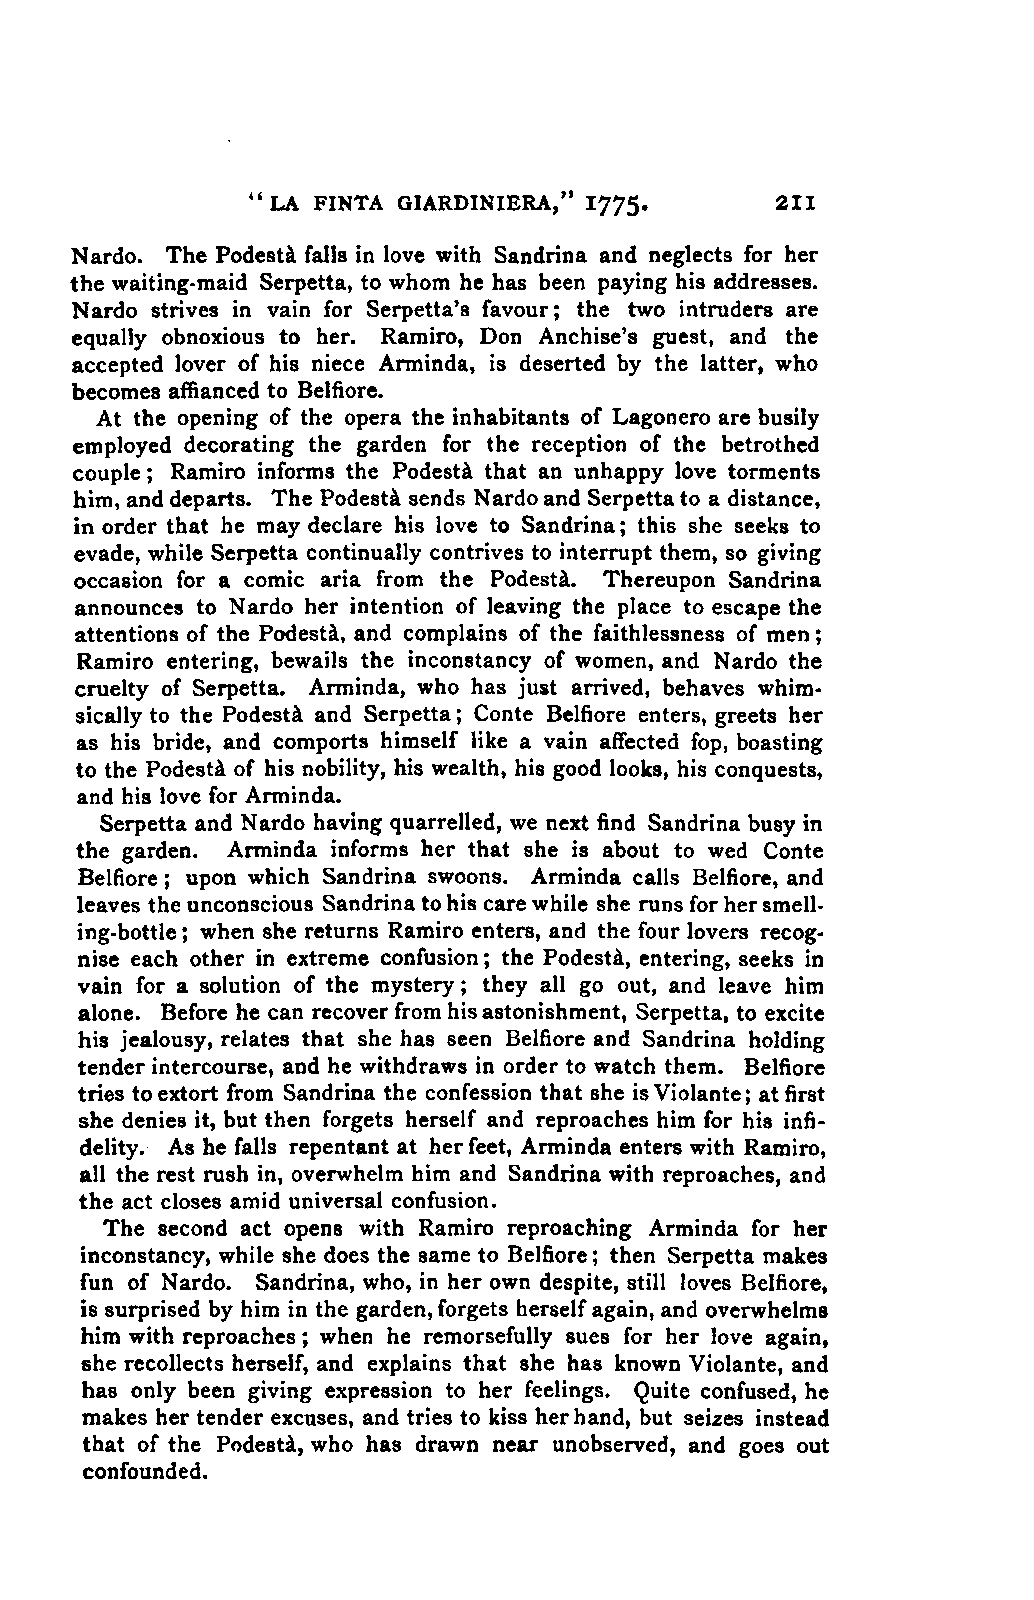 "LA FINTA GIARDINIERA," 1775. 211
Nardo. The Podestà falls in love with Sandrina and neglects for her
the waiting-maid Serpetta, to whom he has been paying his addresses.
Nardo strives in vain for Serpetta's favour; the two intruders are
equally obnoxious to her. Ramiro, Don Anchise's guest, and the
accepted lover of his niece Arminda, is deserted by the latter, who
becomes affianced to Belfiore.
At the opening of the opera the inhabitants of Lagonero are busily
employed decorating the garden for the reception of the betrothed
couple; Ramiro informs the Podestà that an unhappy love torments
him, and departs. The Podestà sends Nardo and Serpetta to a distance,
in order that he may declare his love to Sandrina; this she seeks to
evade, while Serpetta continually contrives to interrupt them, so giving
occasion for a comic aria from the Podestà. Thereupon Sandrina
announces to Nardo her intention of leaving the place to escape the
attentions of the Podestà, and complains of the faithlessness of men;
Ramiro entering, bewails the inconstancy of women, and Nardo the
cruelty of Serpetta. Arminda, who has just arrived, behaves whim-
sically to the Podestà and Serpetta; Conte Belfiore enters, greets her
as his bride, and comports himself like a vain affected fop, boasting
to the Podestà of his nobility, his wealth, his good looks, his conquests,
and his love for Arminda.
Serpetta and Nardo having quarrelled, we next find Sandrina busy in
the garden. Arminda informs her that she is about to wed Conte
Belfiore; upon which Sandrina swoons. Arminda calls Belfiore, and
leaves the unconscious Sandrina to his care while she runs for her smell-
ing-bottle; when she returns Ramiro enters, and the four lovers recog-
nise each other in extreme confusion; the Podestà, entering, seeks in
vain for a solution of the mystery; they all go out, and leave him
alone. Before he can recover from his astonishment, Serpetta, to excite
his jealousy, relates that she has seen Belfiore and Sandrina holding
tender intercourse, and he withdraws in order to watch them. Belfiore
tries to extort from Sandrina the confession that she is Violante; at first
she denies it, but then forgets herself and reproaches him for his infi-
delity. As he falls repentant at her feet, Arminda enters with Ramiro,
all the rest rush in, overwhelm him and Sandrina with reproaches, and
the act closes amid universal confusion.
The second act opens with Ramiro reproaching Arminda for her
inconstancy, while she does the same to Belfiore; then Serpetta makes
fun of Nardo. Sandrina, who, in her own despite, still loves Belfiore,
is surprised by him in the garden, forgets herself again, and overwhelms
him with reproaches; when he remorsefully sues for her love again,
she recollects herself, and explains that she has known Violante, and
has only been giving expression to her feelings. Quite confused, he
makes her tender excuses, and tries to kiss her hand, but seizes instead
that of the Podestà, who has drawn near unobserved, and goes out
confounded.